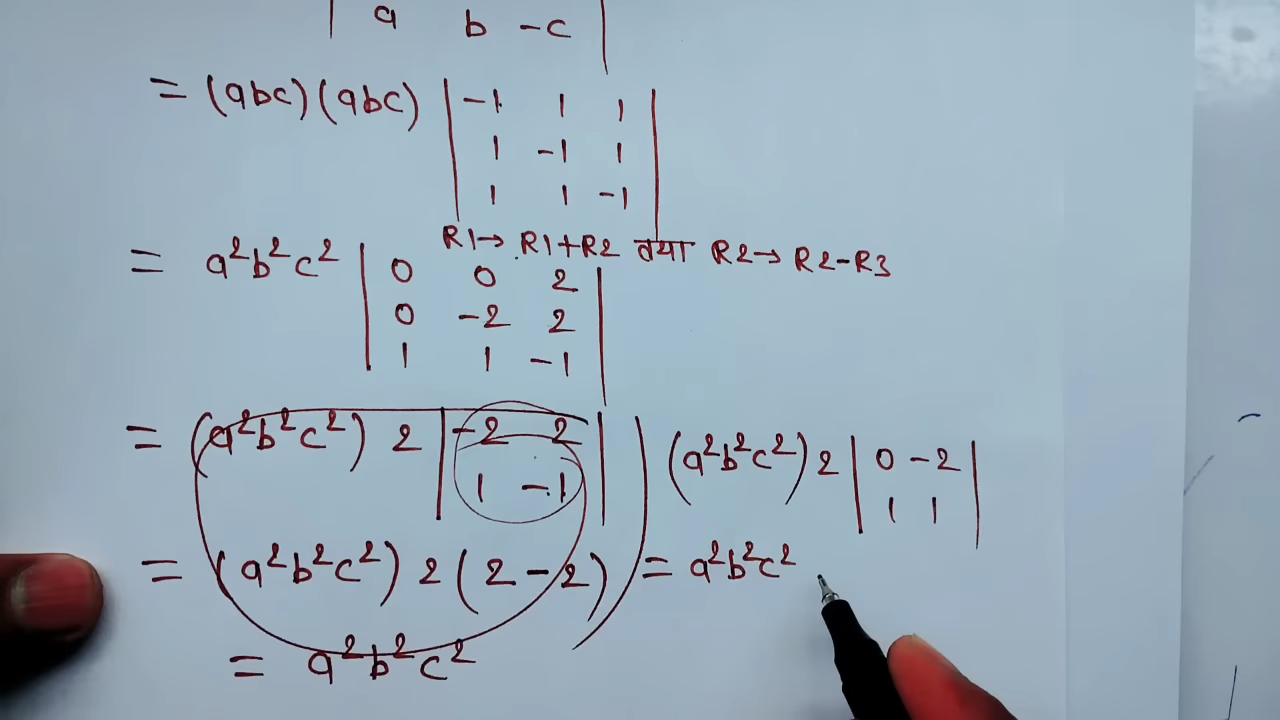 | a b -c |
= (abc)(abc) | -1 1 1 |
| 1 -1 1 |
| 1 1 -1 |
R1→ R1+R2 तथा R2→ R2-R3
= a²b²c² | 0 0 2 |
| 0 -2 2 |
| 1 1 -1 |
= (a²b²c²) 2 | -2 2 |
| 1 -1 |
(a²b²c²) 2 | 0 -2 |
| 1 1 |
= (a²b²c²) 2 (2-2)
= a²b²c²
= a²b²c²